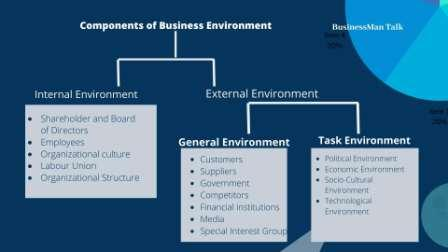 Components of Business Environment
BusinessMan Talk
20%
Internal Environment
External Environment
• Shareholder and Board
of Directors
• Employees
• Organizational culture
• Labour Union
• Organizational Structure
General Environment
• Customers
• Suppliers
• Government
• Competitors
• Financial institutions
• Media
• Special Interest Group
Task Environment
• Political Environment
• Economic Environment
• Socio-Cultural
Environment
• Technological
Environment
20%